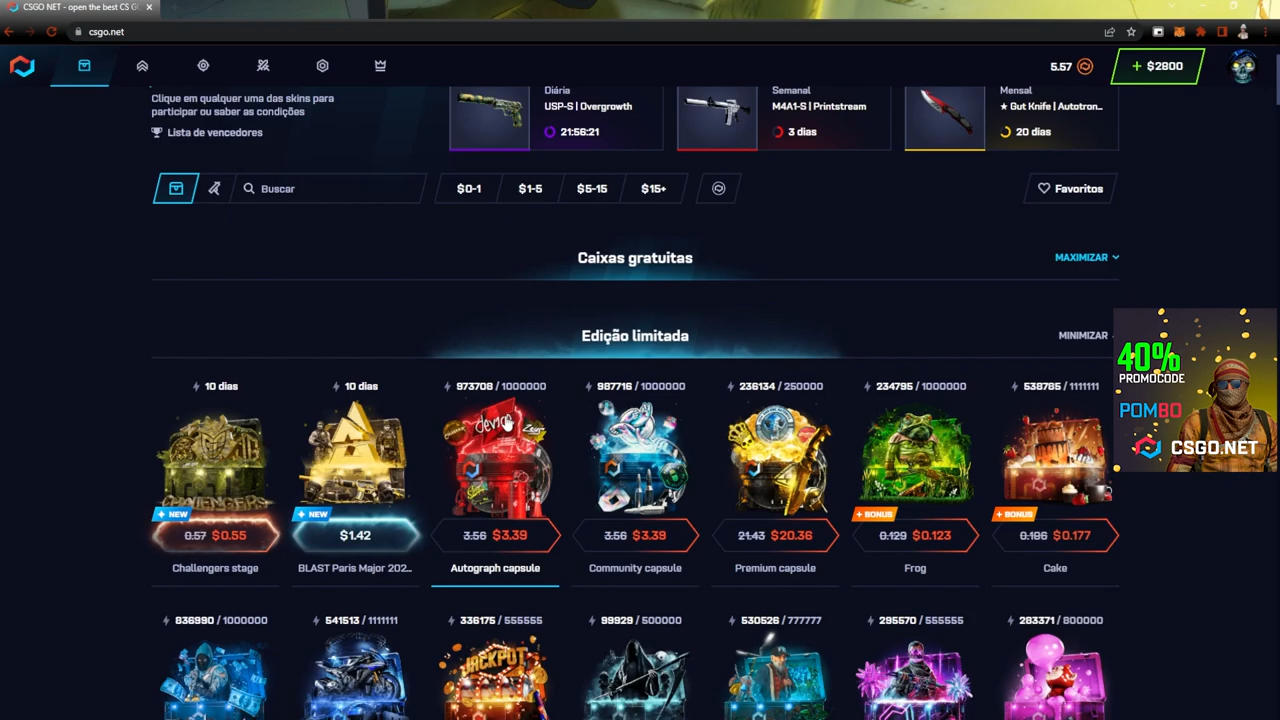 CSGO NET - open the best CS G
csgo.net
5.57
+ $2800
Clique em qualquer uma das skins para
participar ou saber as condições
Lista de vencedores
Diária
USP-S | Overgrowth
21:56:21
Semanal
M4A1-S | Printstream
3 dias
Mensal
★ Gut Knife | Autotron...
20 dias
Buscar
$0-1
$1-5
$5-15
$15+
Favoritos
Caixas gratuitas
MAXIMIZAR
Edição limitada
MINIMIZAR
40%
PROMOCODE
POMBO
CSGO.NET
10 dias
10 dias
973708 / 1000000
987716 / 1000000
236134 / 250000
234795 / 1000000
538785 / 1111111
NEW
NEW
BONUS
BONUS
0.57 $0.55
$1.42
3.56 $3.39
3.56 $3.39
21.43 $20.36
0.129 $0.123
0.186 $0.177
Challengers stage
BLAST Paris Major 202...
Autograph capsule
Community capsule
Premium capsule
Frog
Cake
836990 / 1000000
541513 / 1111111
336175 / 555555
99929 / 500000
530526 / 777777
295570 / 555555
283371 / 800000
JACKPOT